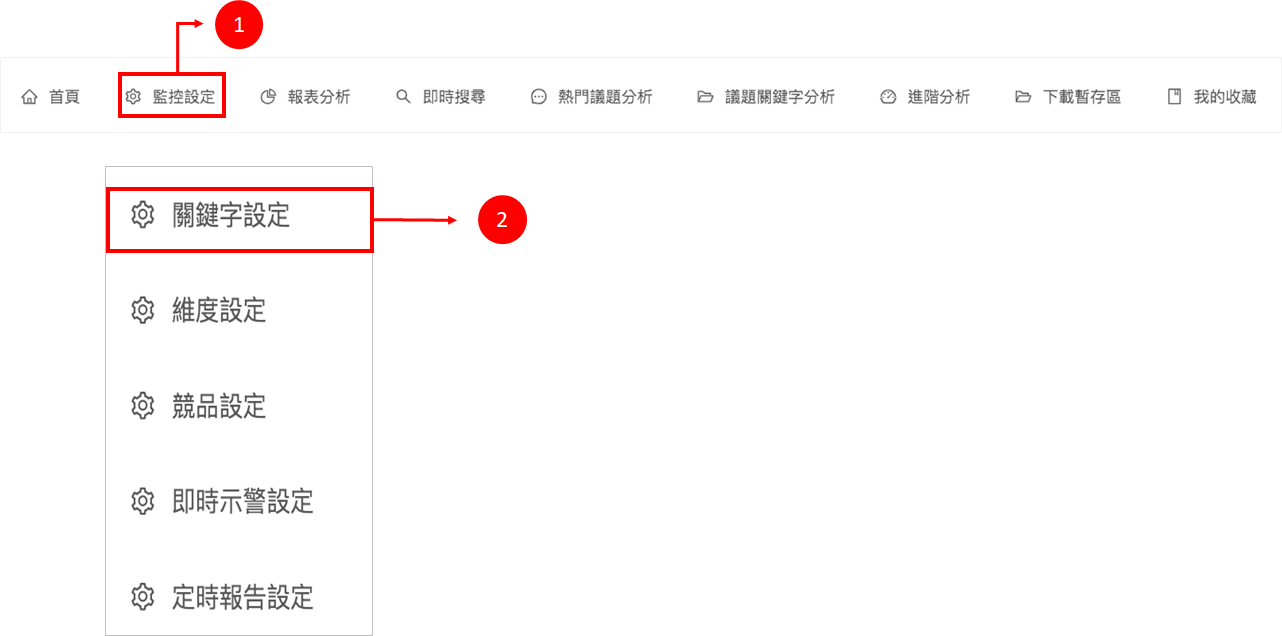 1
首頁 監控設定 報表分析 即時搜尋 熱門議題分析 議題關鍵字分析 進階分析 下載暫存區 我的收藏
關鍵字設定
2
維度設定
競品設定
即時示警設定
定時報告設定